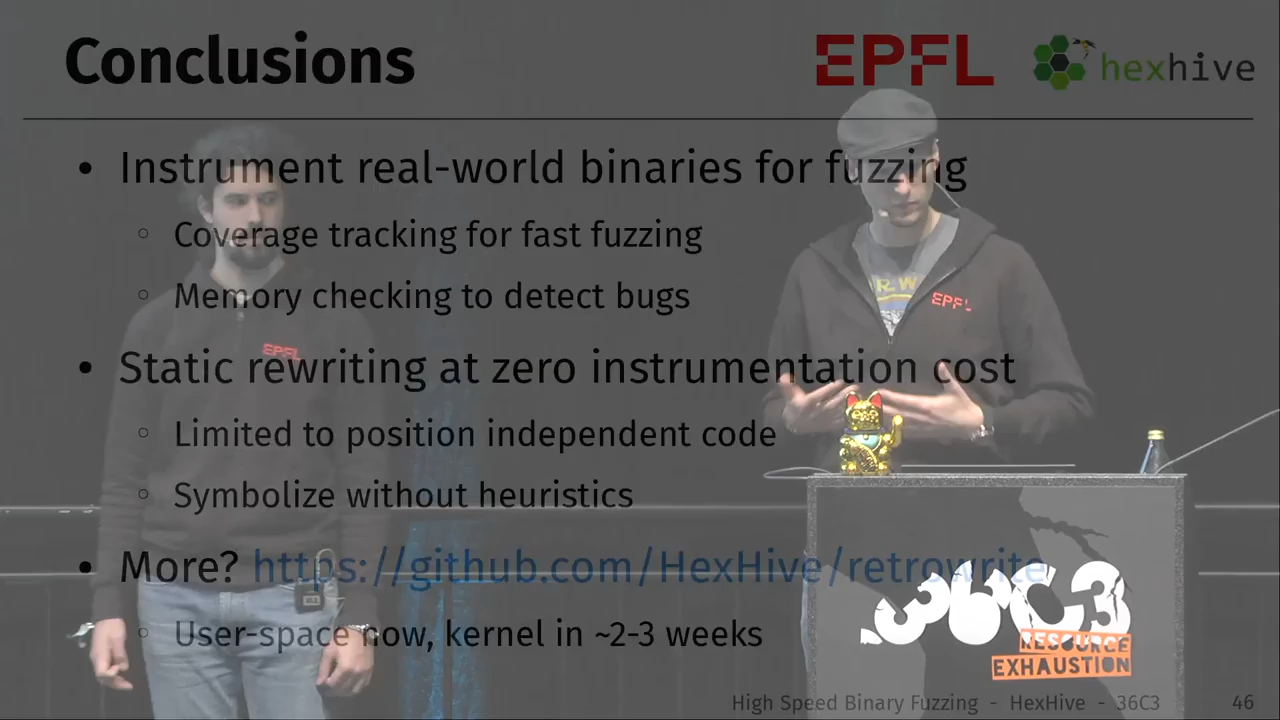 Conclusions
EPFL
hexhive
• Instrument real-world binaries for fuzzing
○ Coverage tracking for fast fuzzing
○ Memory checking to detect bugs
R. W
EPFL
EPFL
• Static rewriting at zero instrumentation cost
○ Limited to position independent code
○ Symbolize without heuristics
• More? https://github.com/HexHive/retrowrite
○ User-space now, kernel in ~2-3 weeks
36C3
RESOURCE
EXHAUSTION
High Speed Binary Fuzzing - HexHive - 36C3 46